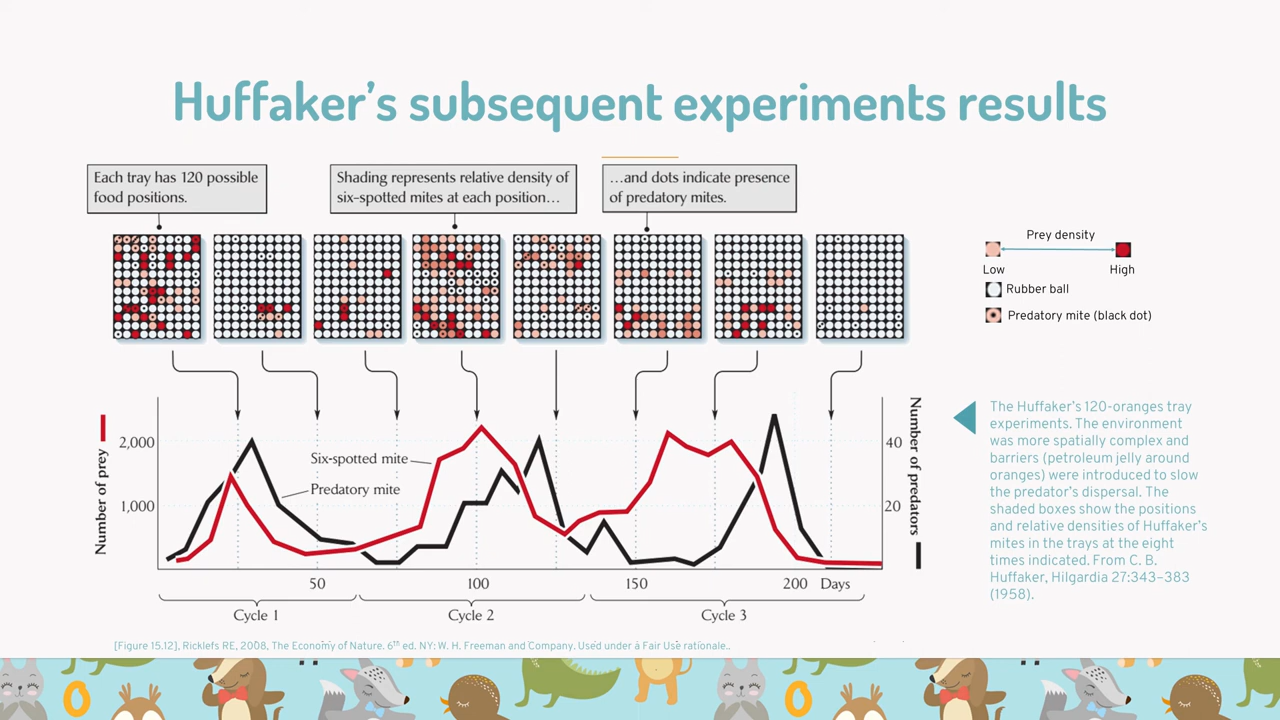 Huffaker's subsequent experiments results
Each tray has 120 possible
food positions.
Shading represents relative density of
six-spotted mites at each position…
…and dots indicate presence
of predatory mites.
Prey density
Low
High
Rubber ball
Predatory mite (black dot)
Number of prey
2,000
1,000
Six-spotted mite
Predatory mite
40
20
Number of predators
50
100
150
200
Days
Cycle 1
Cycle 2
Cycle 3
The Huffaker's 120-oranges tray
experiments. The environment
was more spatially complex and
barriers (petroleum jelly around
oranges) were introduced to slow
the predator's dispersal. The
shaded boxes show the positions
and relative densities of Huffaker's
mites in the trays at the eight
times indicated. From C. B.
Huffaker, Hilgardia 27:343–383
(1958).
[Figure 15.12], Ricklefs RE, 2008, The Economy of Nature. 6th ed. NY: W. H. Freeman and Company. Used under a Fair Use rationale..